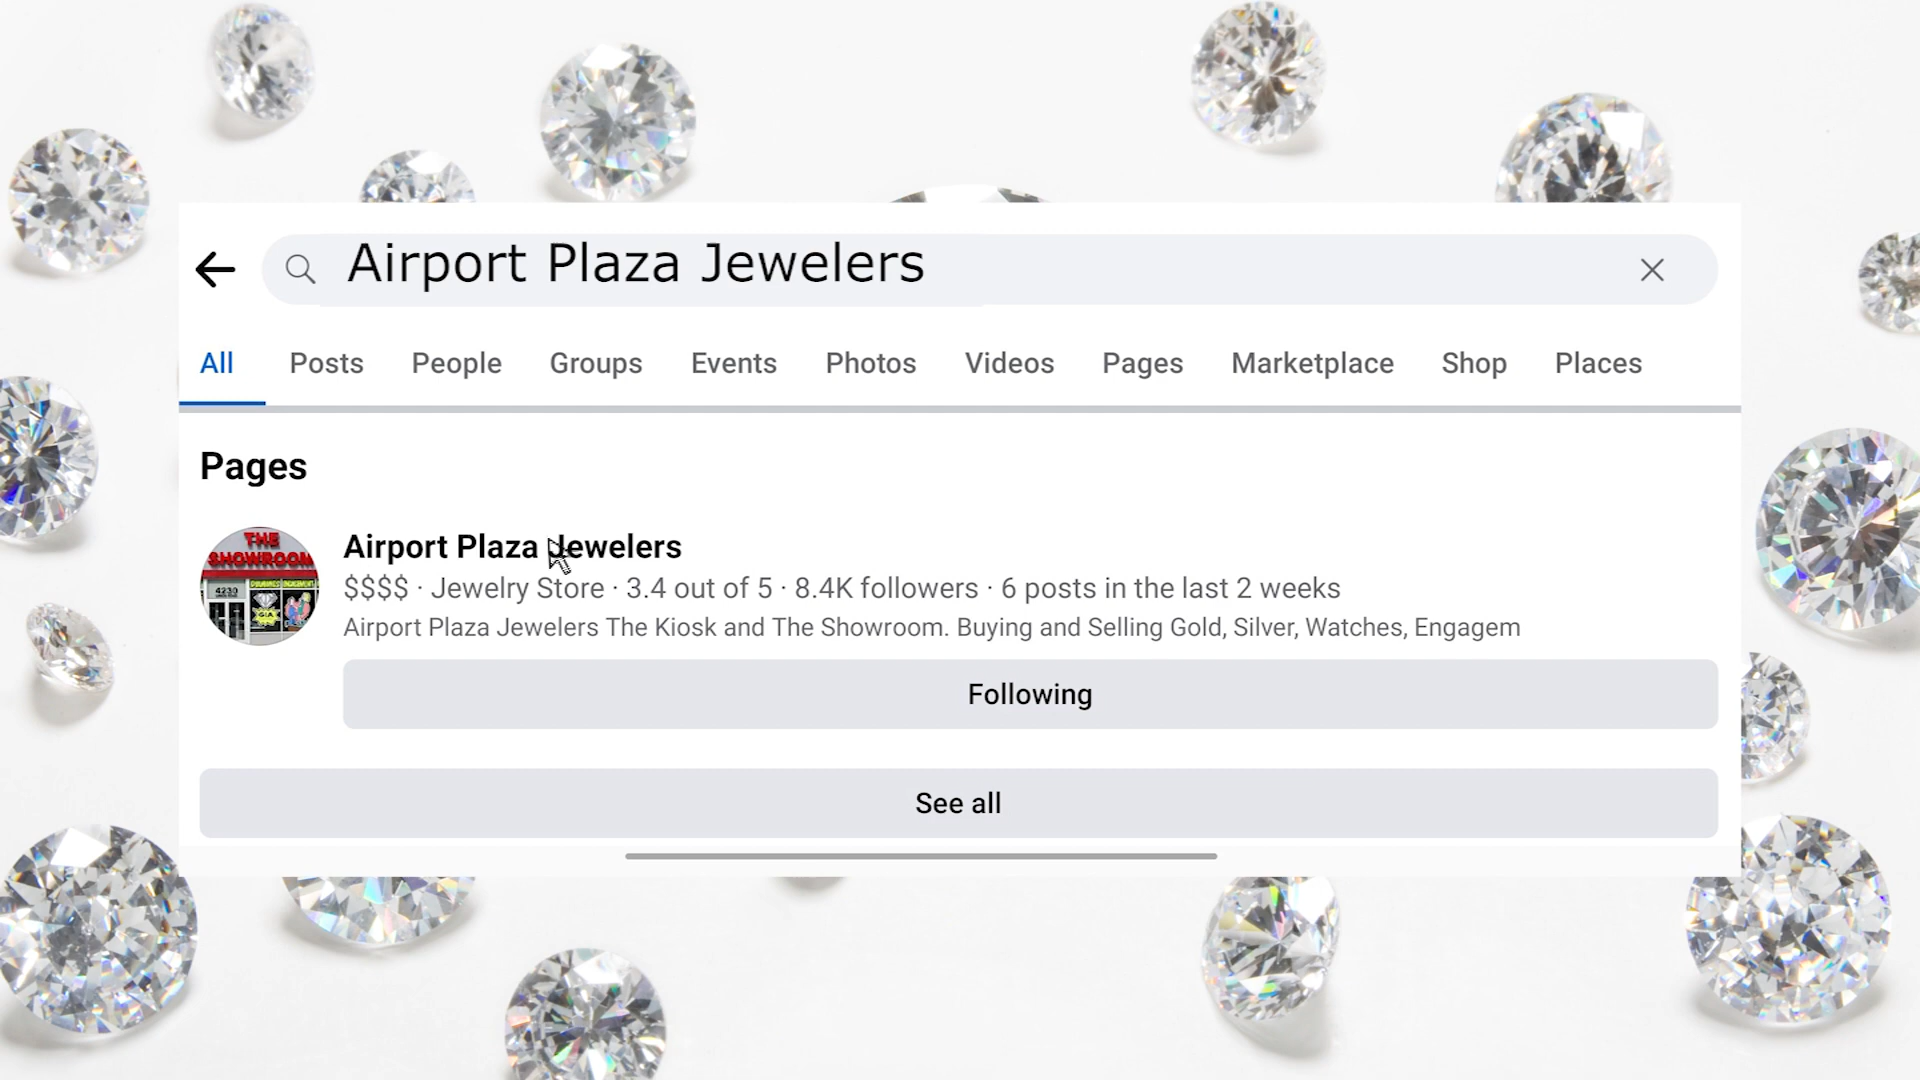 Airport Plaza Jewelers
All Posts People Groups Events Photos Videos Pages Marketplace Shop Places
Pages
Airport Plaza Jewelers
$$$$ · Jewelry Store · 3.4 out of 5 · 8.4K followers · 6 posts in the last 2 weeks
Airport Plaza Jewelers The Kiosk and The Showroom. Buying and Selling Gold, Silver, Watches, Engagem
THE
SHOWROOM
4230
GIA
Following
See all